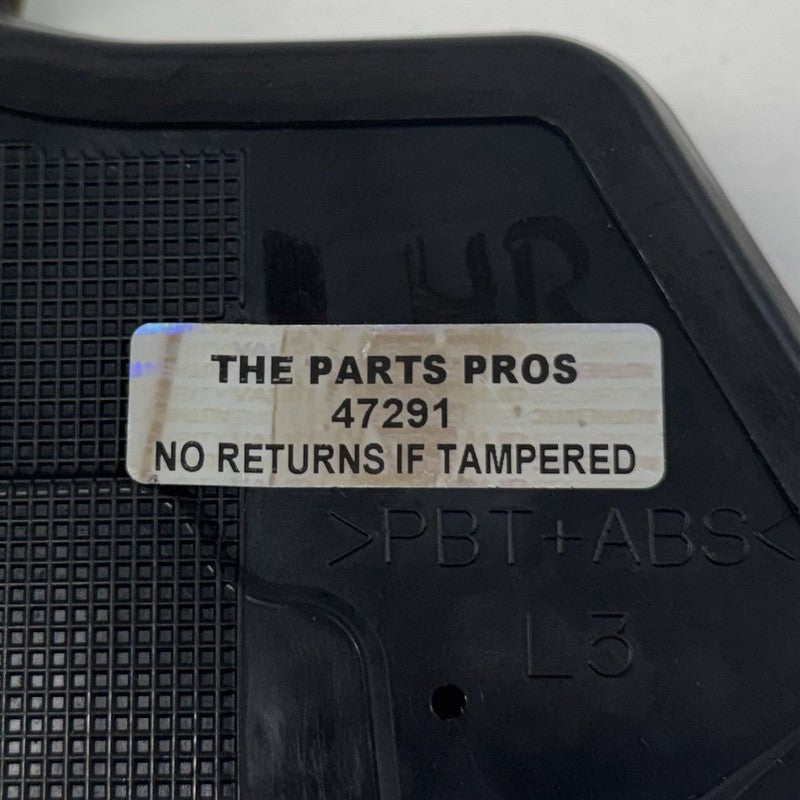 HR
THE PARTS PROS
47291
NO RETURNS IF TAMPERED
>PBT+ABS<
L3